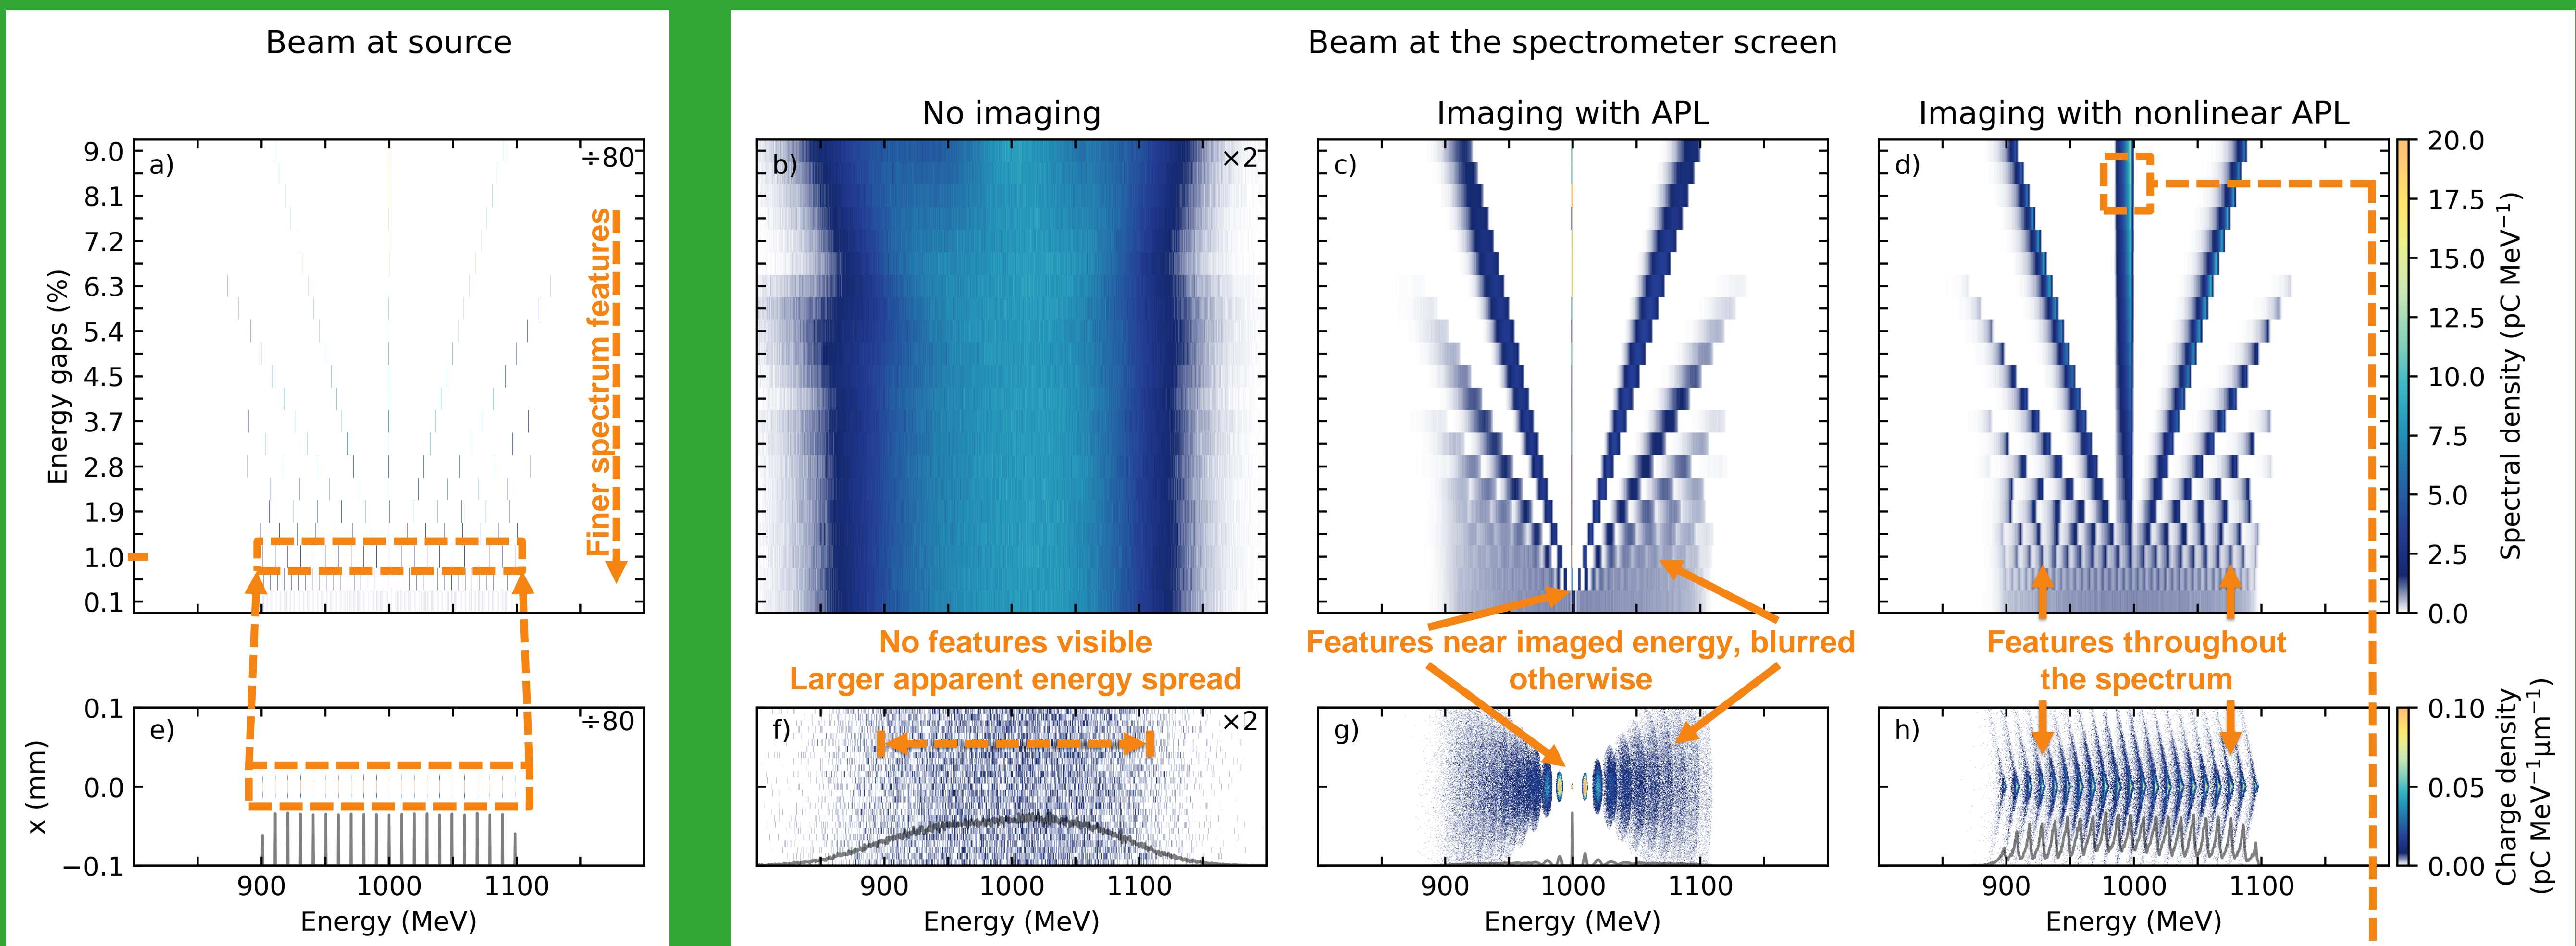 Beam at source
Beam at the spectrometer screen
No imaging
Imaging with APL
Imaging with nonlinear APL
a)
÷80
9.0
8.1
7.2
6.3
5.4
4.5
3.7
2.8
1.9
1.0
0.1
Energy gaps (%)
Finer spectrum features
b)
×2
c)
d)
20.0
17.5
15.0
12.5
10.0
7.5
5.0
2.5
0.0
Spectral density (pC MeV⁻¹)
No features visible
Larger apparent energy spread
Features near imaged energy, blurred
otherwise
Features throughout
the spectrum
e)
÷80
0.1
0.0
−0.1
x (mm)
900
1000
1100
Energy (MeV)
f)
×2
900
1000
1100
Energy (MeV)
g)
900
1000
1100
Energy (MeV)
h)
900
1000
1100
Energy (MeV)
0.10
0.05
0.00
Charge density
(pC MeV⁻¹µm⁻¹)